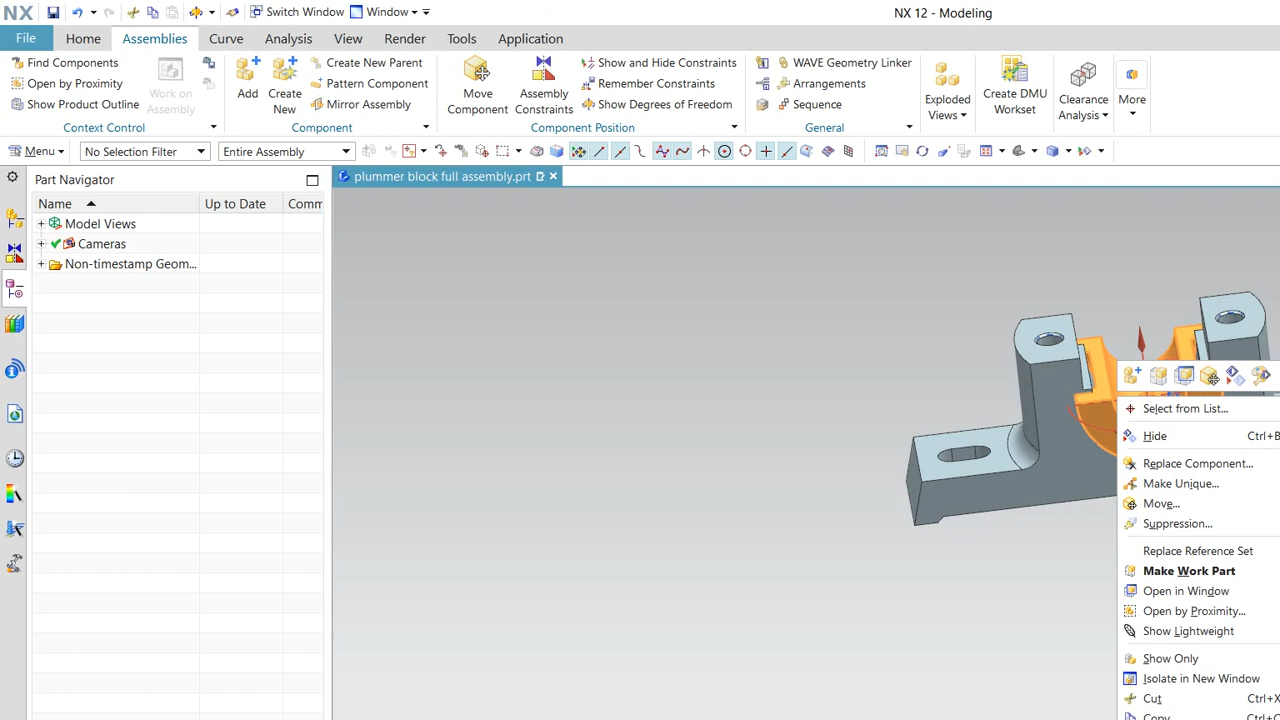 NX Switch Window Window NX 12 - Modeling
File Home Assemblies Curve Analysis View Render Tools Application
Find Components
Open by Proximity
Show Product Outline
Work on Assembly
Context Control
Add
Create New
Create New Parent
Pattern Component
Mirror Assembly
Component
Move Component
Assembly Constraints
Show and Hide Constraints
Remember Constraints
Show Degrees of Freedom
Component Position
WAVE Geometry Linker
Arrangements
Sequence
General
Exploded Views
Create DMU Workset
Clearance Analysis
More
Menu No Selection Filter Entire Assembly
Part Navigator
plummer block full assembly.prt
Name Up to Date Comm
Model Views
Cameras
Non-timestamp Geom...
Select from List...
Hide Ctrl+B
Replace Component...
Make Unique...
Move...
Suppression...
Replace Reference Set
Make Work Part
Open in Window
Open by Proximity...
Show Lightweight
Show Only
Isolate in New Window
Cut Ctrl+X
Copy Ctrl+C